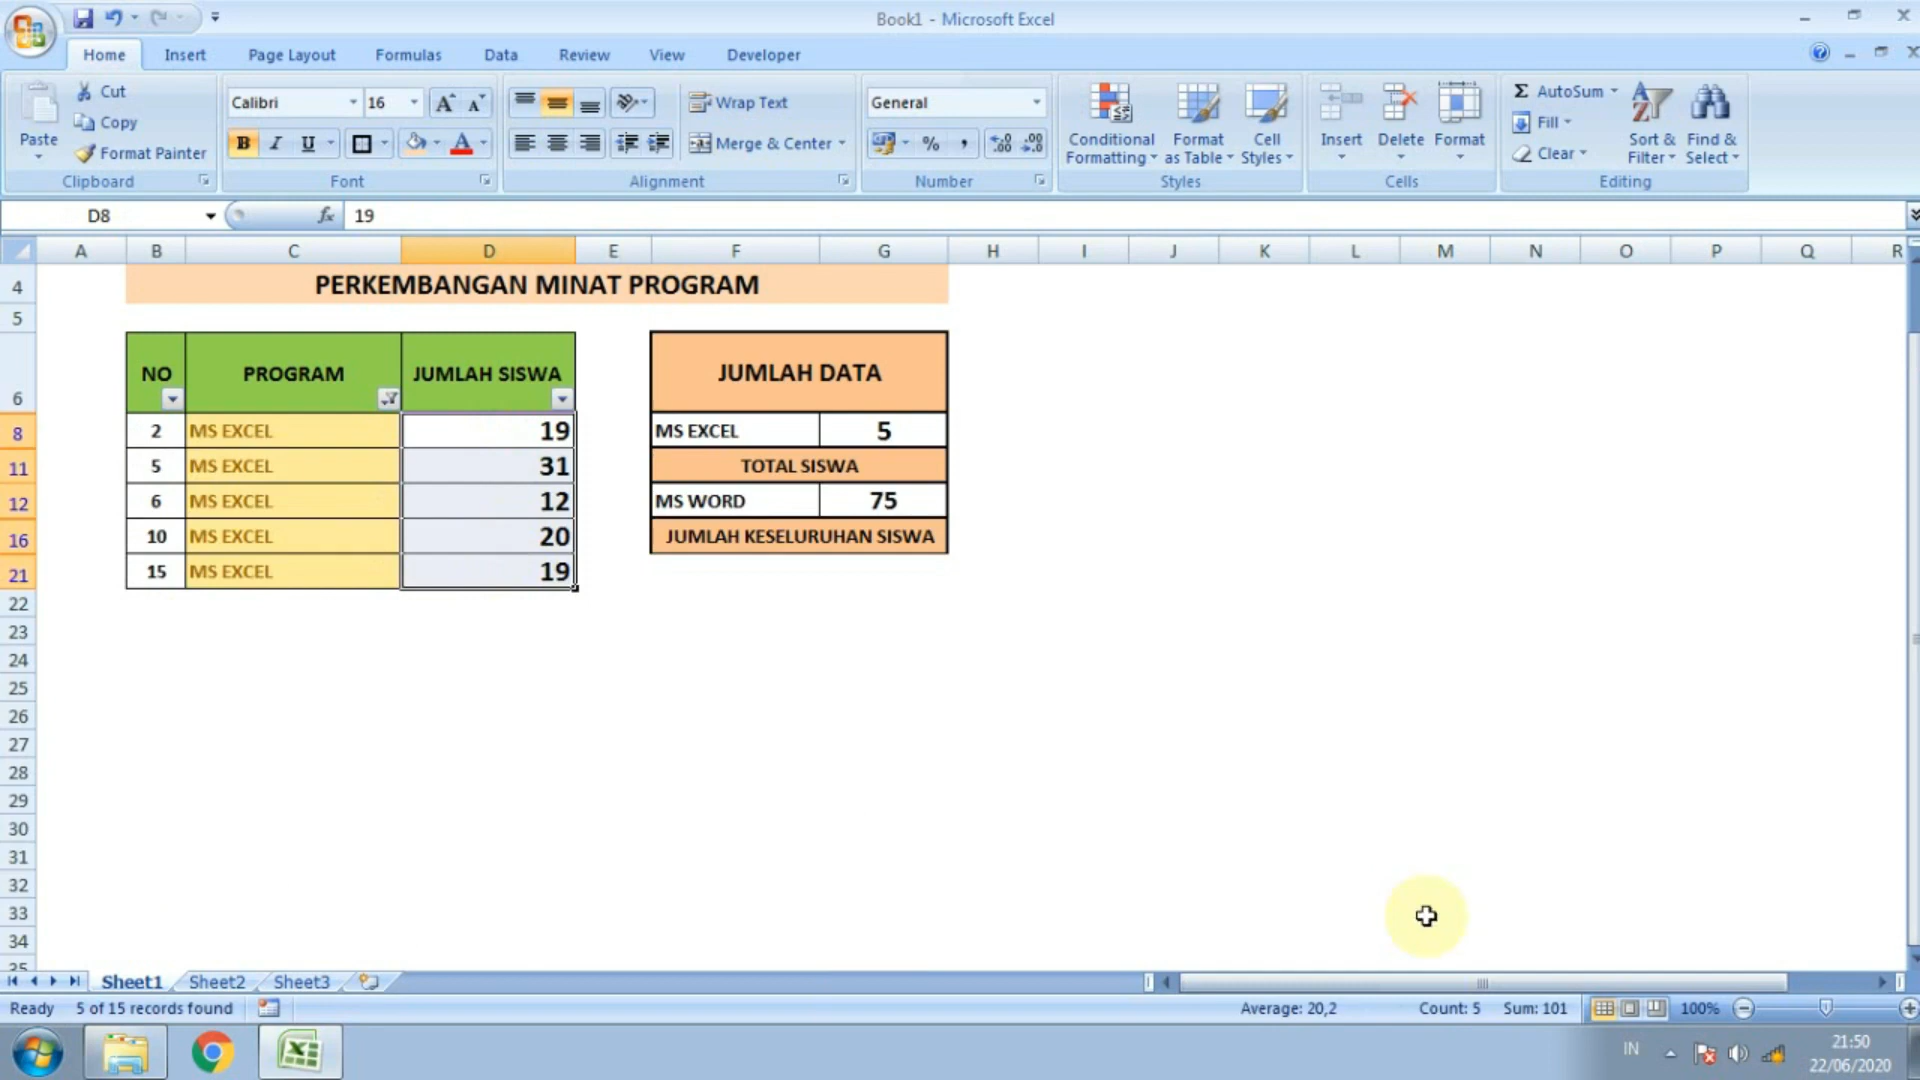 Book1 - Microsoft Excel
Home Insert Page Layout Formulas Data Review View Developer
Paste
Cut
Copy
Format Painter
Clipboard
Calibri 16
B I U
Font
Wrap Text
Merge & Center
Alignment
General
%
Number
Conditional Formatting
Format as Table
Cell Styles
Styles
Insert
Delete
Format
Cells
Σ AutoSum
Fill
Clear
Sort & Filter
Find & Select
Editing
D8 fx 19
A B C D E F G H I J K L M N O P Q R
4 PERKEMBANGAN MINAT PROGRAM
5
6 NO PROGRAM JUMLAH SISWA JUMLAH DATA
8 2 MS EXCEL 19 MS EXCEL 5
11 5 MS EXCEL 31 TOTAL SISWA
12 6 MS EXCEL 12 MS WORD 75
16 10 MS EXCEL 20 JUMLAH KESELURUHAN SISWA
21 15 MS EXCEL 19
22
23
24
25
26
27
28
29
30
31
32
33
34
35
Sheet1 Sheet2 Sheet3
Ready 5 of 15 records found Average: 20,2 Count: 5 Sum: 101 100%
IN 21:50
22/06/2020